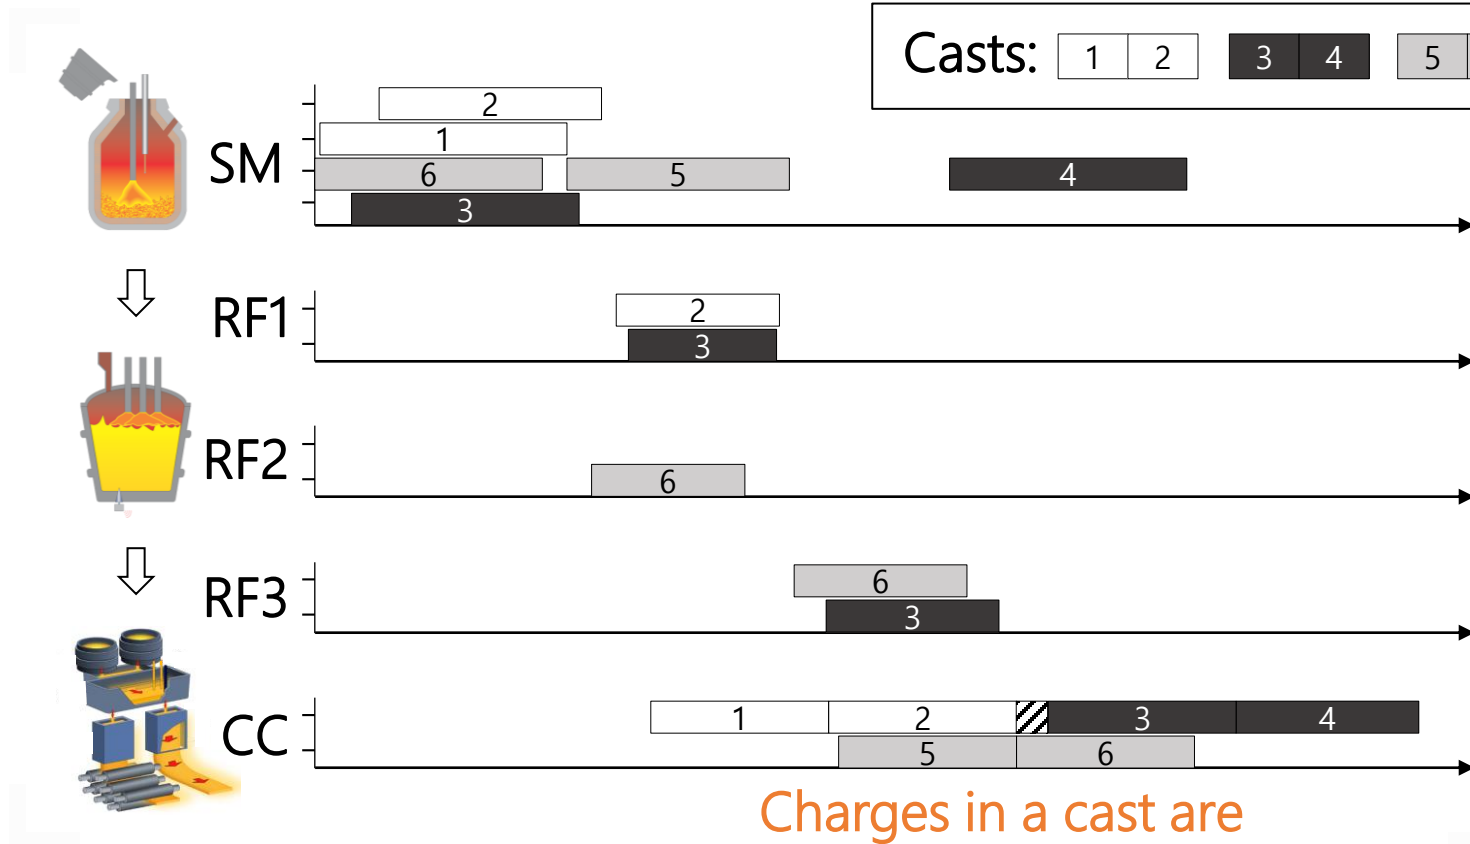 Casts: 1 2 3 4 5
2
1
SM 6 5 4
3
RF1 2
3
RF2 6
RF3 6
3
CC 1 2 3 4
5 6
Charges in a cast are